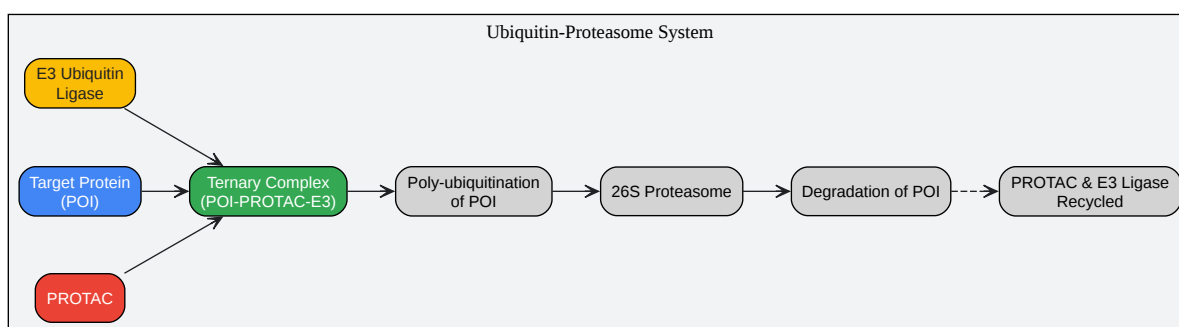 Ubiquitin-Proteasome System
E3 Ubiquitin
Ligase
Target Protein
(POI)
PROTAC
Ternary Complex
(POI-PROTAC-E3)
Poly-ubiquitination
of POI
26S Proteasome
Degradation of POI
PROTAC & E3 Ligase
Recycled